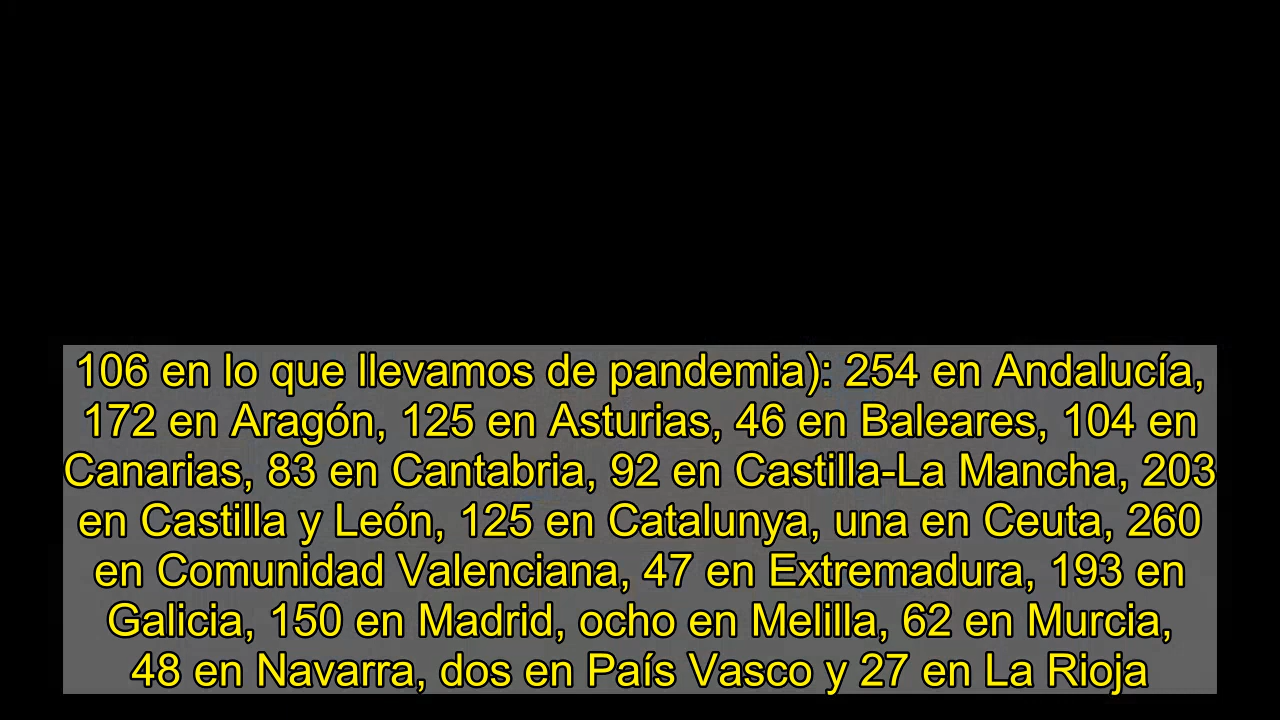 106 en lo que llevamos de pandemia): 254 en Andalucía,
172 en Aragón, 125 en Asturias, 46 en Baleares, 104 en
Canarias, 83 en Cantabria, 92 en Castilla-La Mancha, 203
en Castilla y León, 125 en Catalunya, una en Ceuta, 260
en Comunidad Valenciana, 47 en Extremadura, 193 en
Galicia, 150 en Madrid, ocho en Melilla, 62 en Murcia,
48 en Navarra, dos en País Vasco y 27 en La Rioja